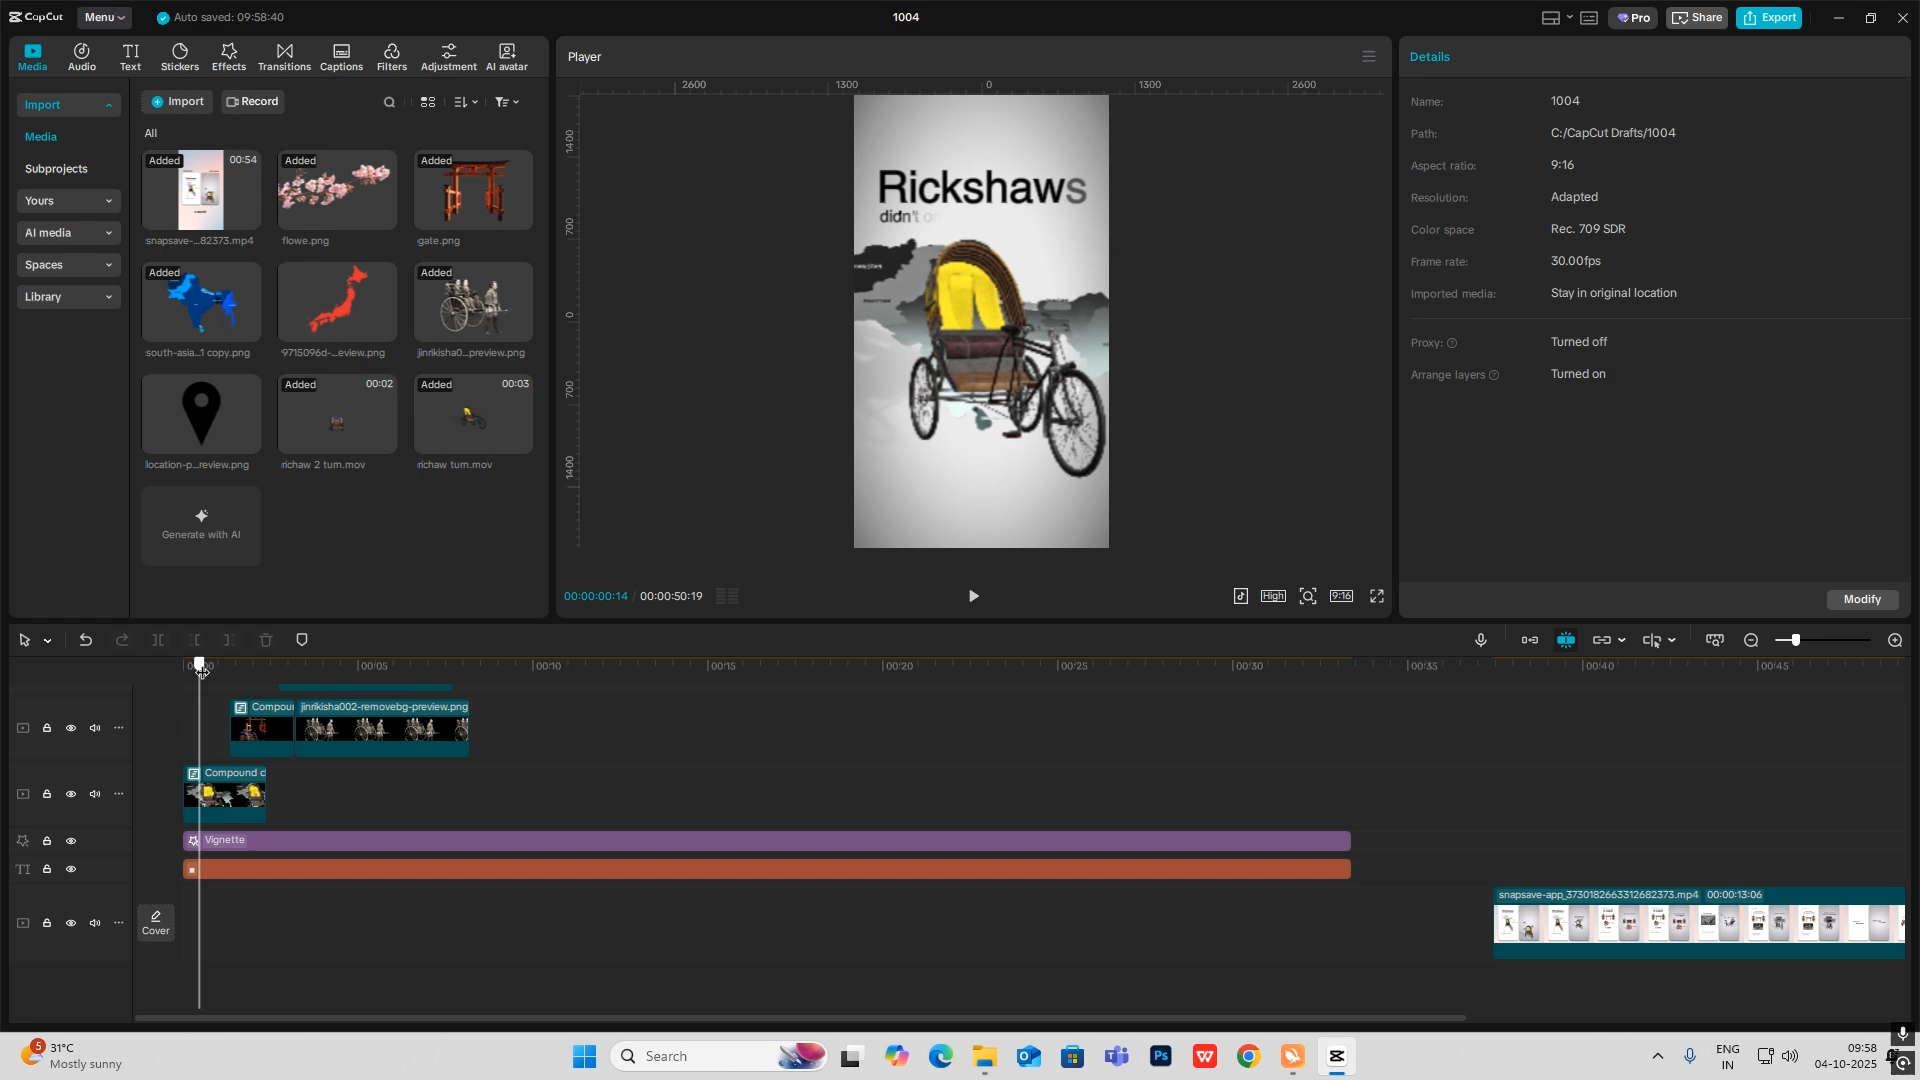 CapCut
Menu
Auto saved: 09:58:40
1004
Pro
Share
Export
Media
Audio
Text
Stickers
Effects
Transitions
Captions
Filters
Adjustment
AI avatar
Player
Details
Import
Media
Subprojects
Yours
AI media
Spaces
Library
Import
Record
All
Added 00:54
Added
Added
snapsave-...82373.mp4
flowe.png
gate.png
Added
Added
south-asia...1 copy.png
9715096d-...eview.png
jinrikisha0...preview.png
Added 00:02
Added 00:03
location-p...review.png
richaw 2 turn.mov
richaw turn.mov
Generate with AI
2600 1300 0 1300 2600
1400
700
0
700
1400
Rickshaws
didn't or
00:00:00:14 / 00:00:50:19
High
9:16
Name: 1004
Path: C:/CapCut Drafts/1004
Aspect ratio: 9:16
Resolution: Adapted
Color space Rec. 709 SDR
Frame rate: 30.00fps
Imported media: Stay in original location
Proxy: Turned off
Arrange layers Turned on
Modify
00:05 00:10 00:15 00:20 00:25 00:30 00:35 00:40 00:45
Compour
jinrikisha002-removebg-preview.png
Compound c
Vignette
TI
Cover
snapsave-app_3730182663312682373.mp4 00:00:13:06
5
31°C
Mostly sunny
Search
Ps
W
ENG
IN
09:58
04-10-2025